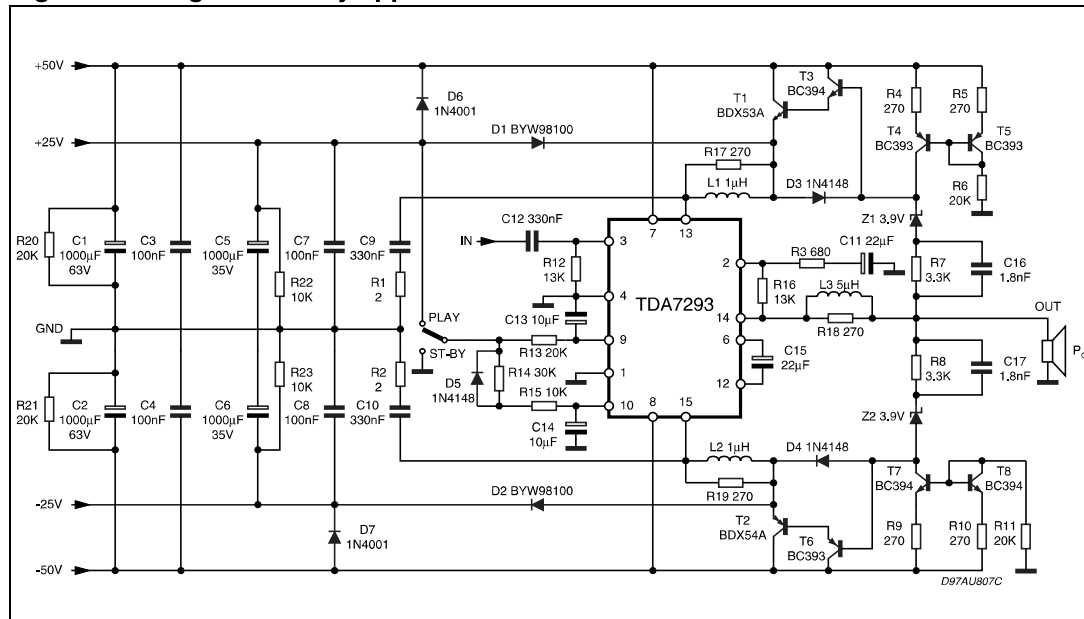 +50V
D6
1N4001
T3
BC394
T1
BDX53A
R4
270
R5
270
T4
BC393
T5
BC393
+25V
D1 BYW98100
R17 270
L1 1µH
D3 1N4148
R6
20K
Z1 3,9V
R20
20K
C1
1000µF
63V
C3
100nF
C5
1000µF
35V
R22
10K
C7
100nF
C9
330nF
R1
2
IN
C12 330nF
3
7
13
R12
13K
4
2
R3 680
C11 22µF
R16
13K
L3 5µH
R7
3.3K
C16
1.8nF
TDA7293
14
OUT
R18 270
GND
PLAY
ST-BY
C13 10µF
R13 20K
9
6
C15
22µF
12
R8
3.3K
C17
1.8nF
R21
20K
C2
1000µF
63V
C4
100nF
R23
10K
C6
1000µF
35V
C8
100nF
R2
2
C10
330nF
D5
1N4148
R14 30K
1
R15 10K
10
C14
10µF
8
15
Z2 3,9V
L2 1µH
D4 1N4148
R19 270
T7
BC394
T8
BC394
-25V
D2 BYW98100
D7
1N4001
T2
BDX54A
T6
BC393
R9
270
R10
270
R11
20K
-50V
D97AU807C